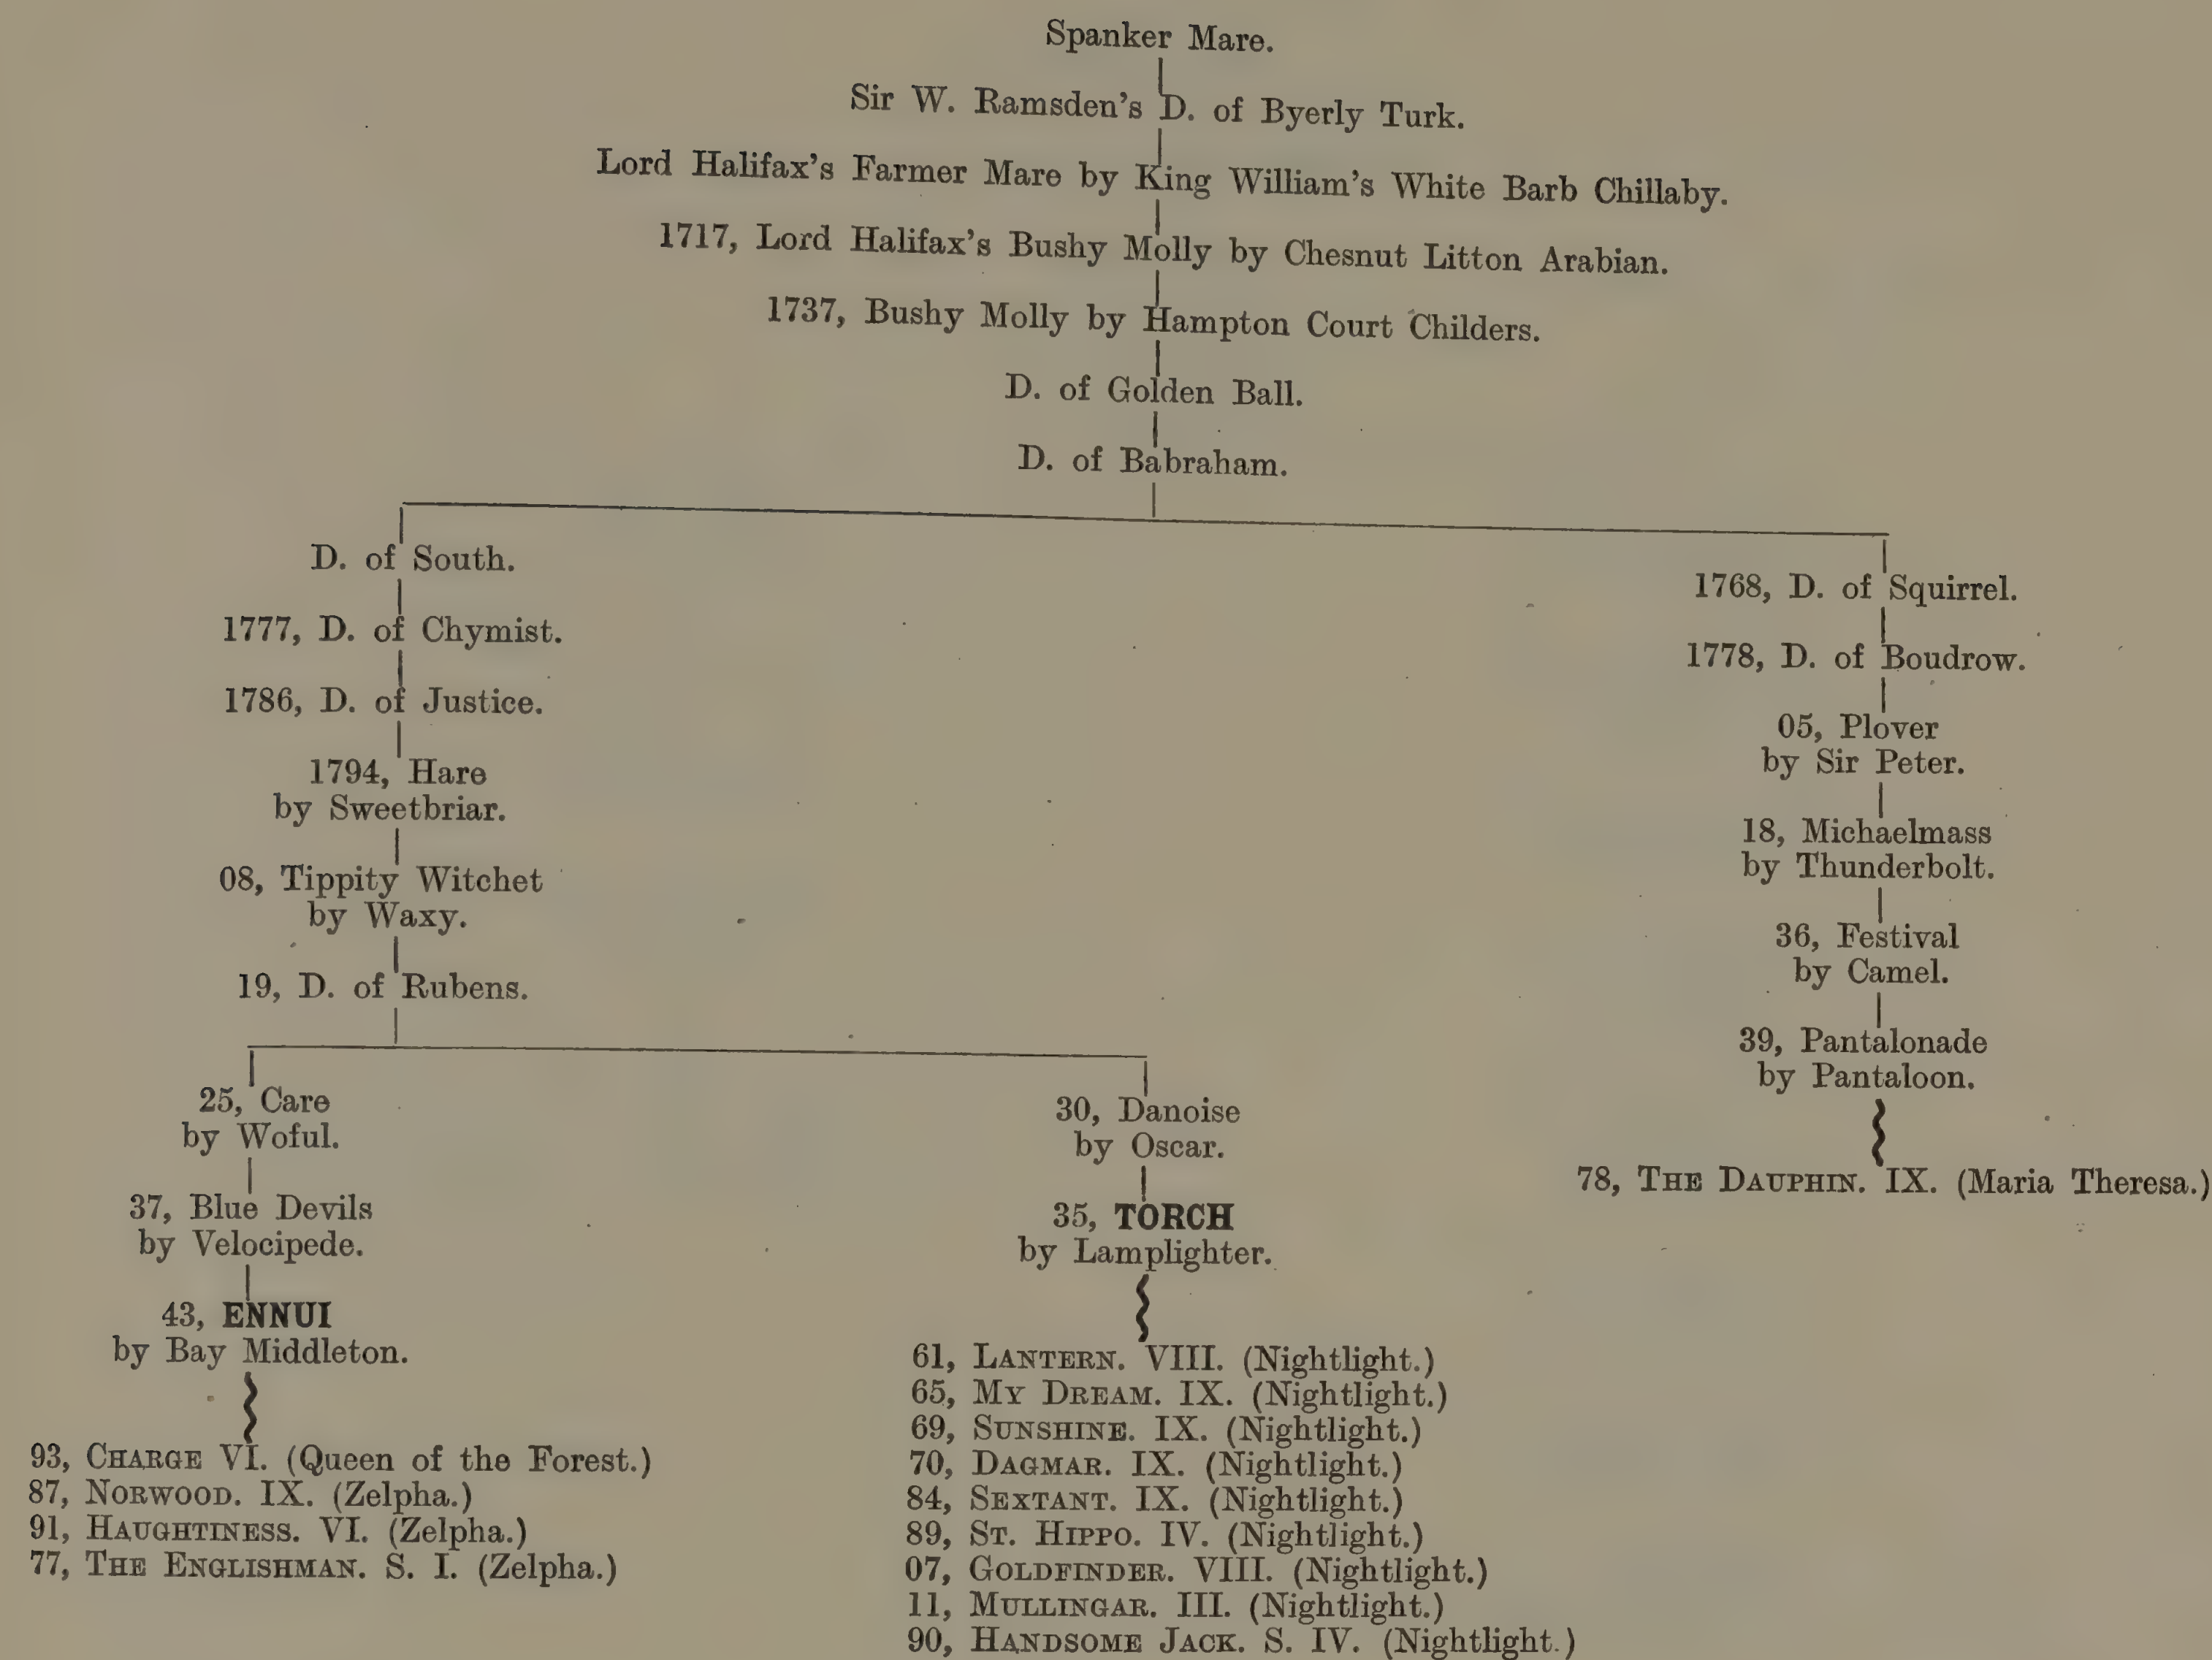 Spanker Mare.
Sir W. Ramsden's D. of Byerly Turk.
Lord Halifax's Farmer Mare by King William's White Barb Chillaby.
1717, Lord Halifax's Bushy Molly by Chesnut Litton Arabian.
1737, Bushy Molly by Hampton Court Childers.
D. of Golden Ball.
D. of Babraham.
D. of South.
1777, D. of Chymist.
1786, D. of Justice.
1794, Hare
by Sweetbriar.
08, Tippity Witchet
by Waxy.
19, D. of Rubens.
25, Care
by Woful.
37, Blue Devils
by Velocipede.
43, ENNUI
by Bay Middleton.
93, CHARGE VI. (Queen of the Forest.)
87, NORWOOD. IX. (Zelpha.)
91, HAUGHTINESS. VI. (Zelpha.)
77, THE ENGLISHMAN. S. I. (Zelpha.)
30, Danoise
by Oscar.
35, TORCH
by Lamplighter.
61, LANTERN. VIII. (Nightlight.)
65, MY DREAM. IX. (Nightlight.)
69, SUNSHINE. IX. (Nightlight.)
70, DAGMAR. IX. (Nightlight.)
84, SEXTANT. IX. (Nightlight.)
89, ST. HIPPO. IV. (Nightlight.)
07, GOLDFINDER. VIII. (Nightlight.)
11, MULLINGAR. III. (Nightlight.)
90, HANDSOME JACK. S. IV. (Nightlight.)
1768, D. of Squirrel.
1778, D. of Boudrow.
05, Plover
by Sir Peter.
18, Michaelmass
by Thunderbolt.
36, Festival
by Camel.
39, Pantalonade
by Pantaloon.
78, THE DAUPHIN. IX. (Maria Theresa.)